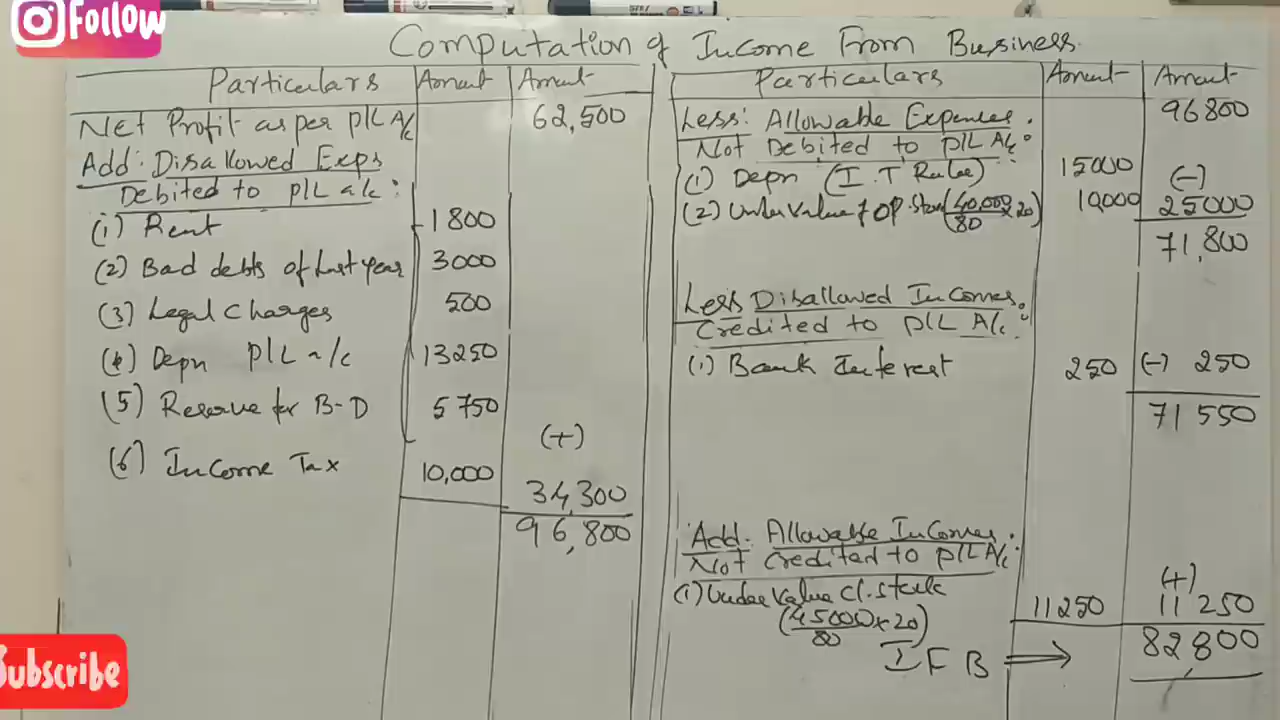 Follow
Computation of Income From Business.
Particulars Amount Amount
Net Profit as per P/L A/c 62,500
Add: Disallowed Exps
Debited to P/L a/c:
(1) Rent 1800
(2) Bad debts of Last year 3000
(3) Legal Charges 500
(4) Depn P/L a/c 13250
(5) Reserve for B-D 5750
(+)
(6) Income Tax 10,000
34,300
96,800
Particulars Amount Amount
96800
Less: Allowable Expenses.
Not Debited to P/L A/c:
(1) Depn (I.T Rule) 15000 (-)
(2) Under Value of OP. Stock (40,000/80 x 20) 10,000 25000
71,800
Less Disallowed Incomes.
Credited to P/L A/c:
(1) Bank Interest 250 (-) 250
71 550
Add: Allowable Incomes.
Not Credited to P/L A/c:
(+)
(1) Under Value Cl. Stock 11250 11 250
(45000/80 x 20)
I F B ⇒ 82,800
Subscribe